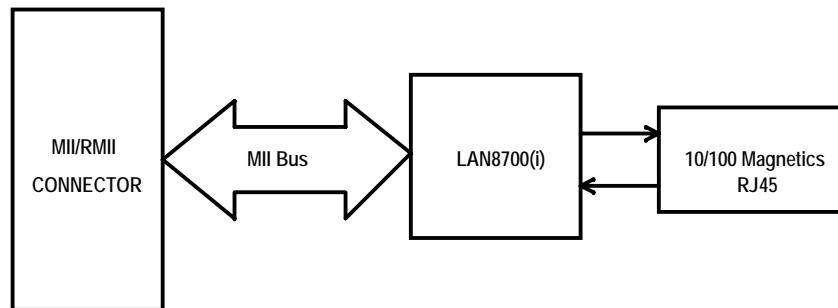 MII/RMII
CONNECTOR
MII Bus
LAN8700(i)
10/100 Magnetics
RJ45